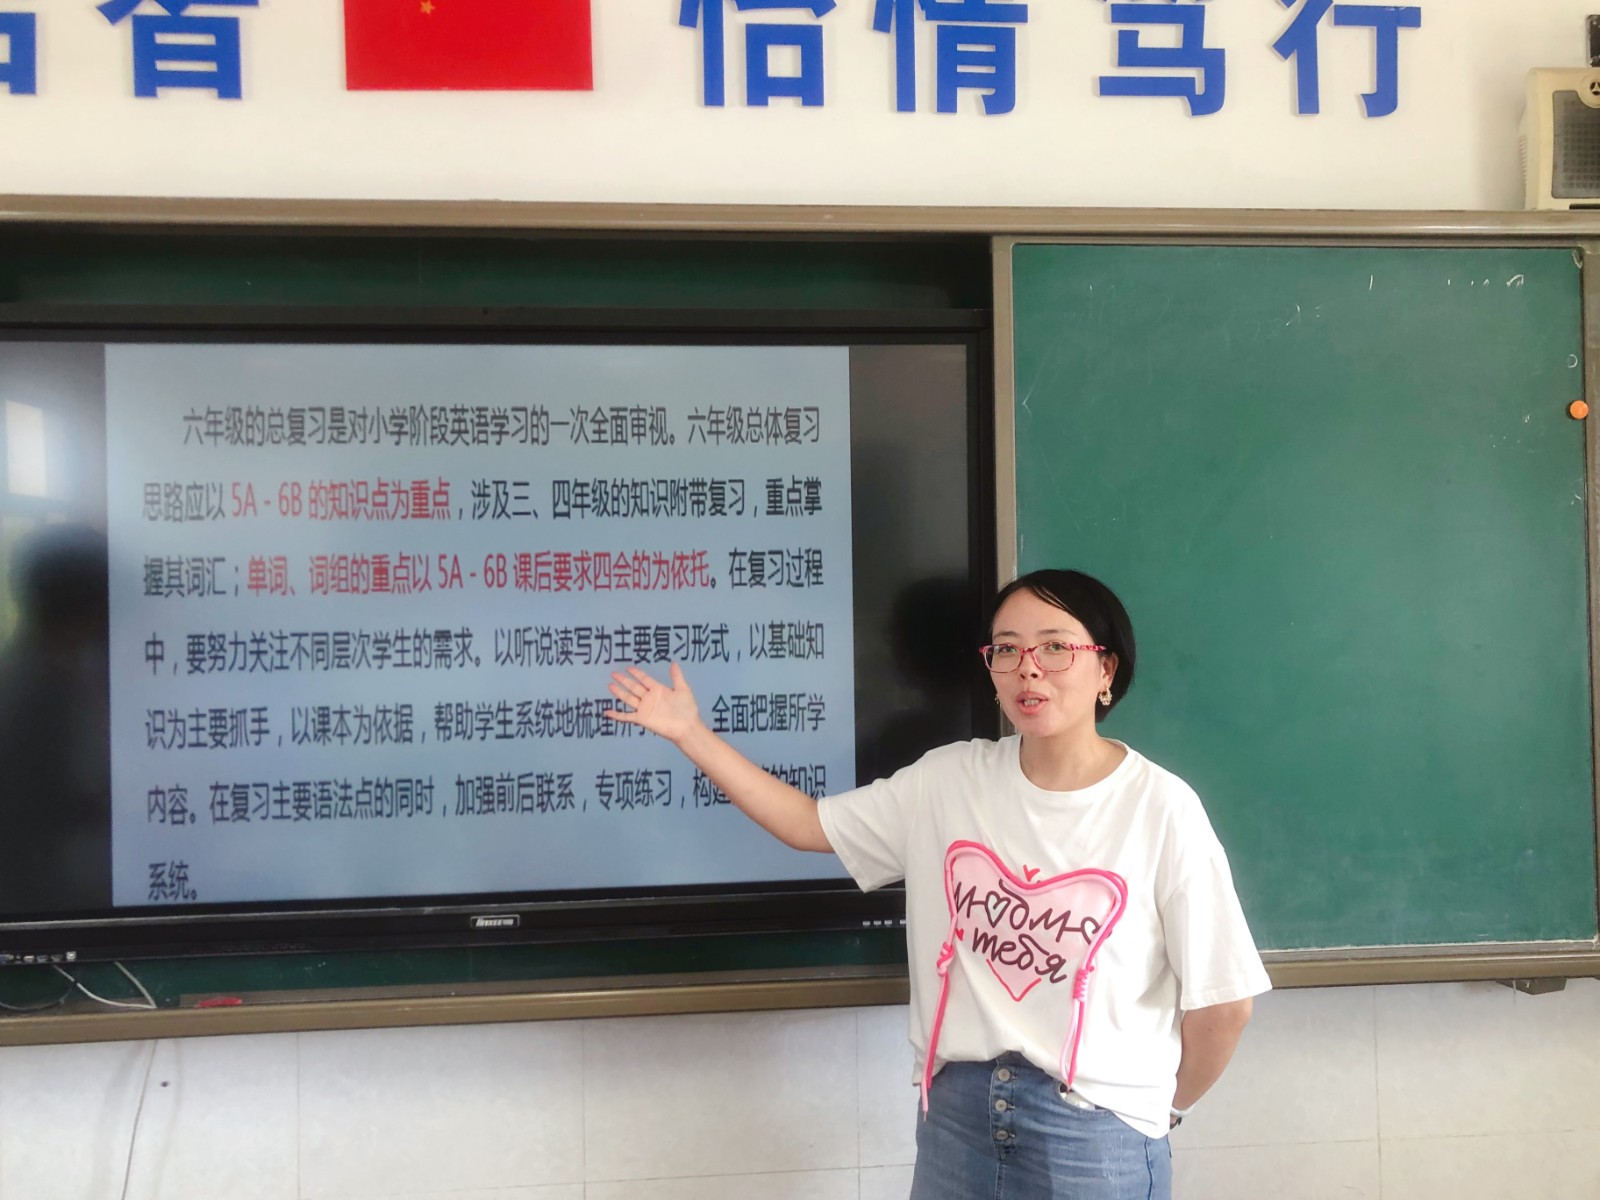 怡情笃行
六年级的总复习是对小学阶段英语学习的一次全面审视。六年级总体复习
思路应以 5A - 6B 的知识点为重点，涉及三、四年级的知识附带复习，重点掌
握其词汇；单词、词组的重点以 5A - 6B 课后要求四会的为依托。在复习过程
中，要努力关注不同层次学生的需求。以听说读写为主要复习形式，以基础知
识为主要抓手，以课本为依据，帮助学生系统地梳理所 全面把握所学
内容。在复习主要语法点的同时，加强前后联系，专项练习，构建 的知识
系统。
люблю
тебя